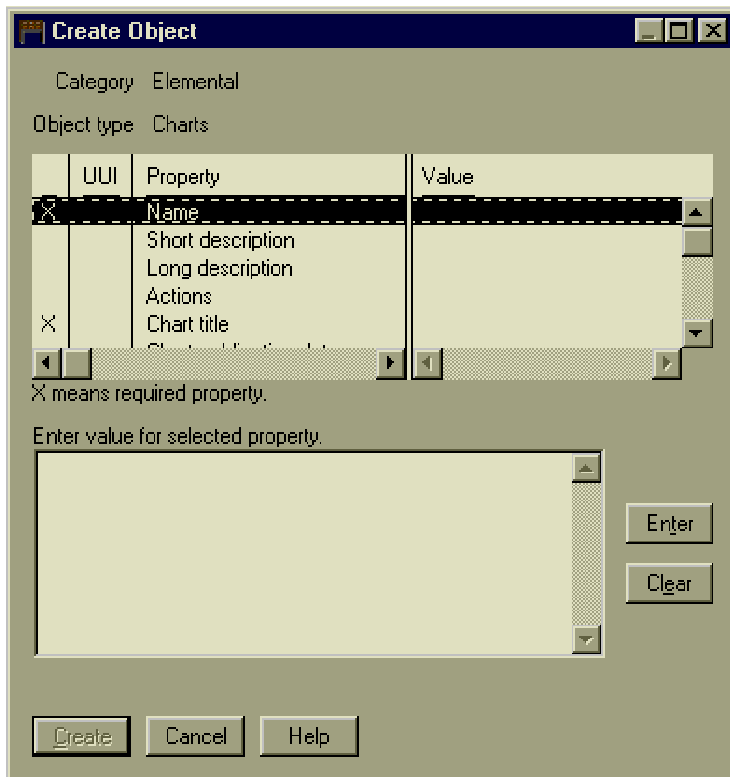 Create Object
Category Elemental
Object type Charts
UUI Property Value
X Name
Short description
Long description
Actions
X Chart title
X means required property.
Enter value for selected property.
Enter
Clear
Create Cancel Help